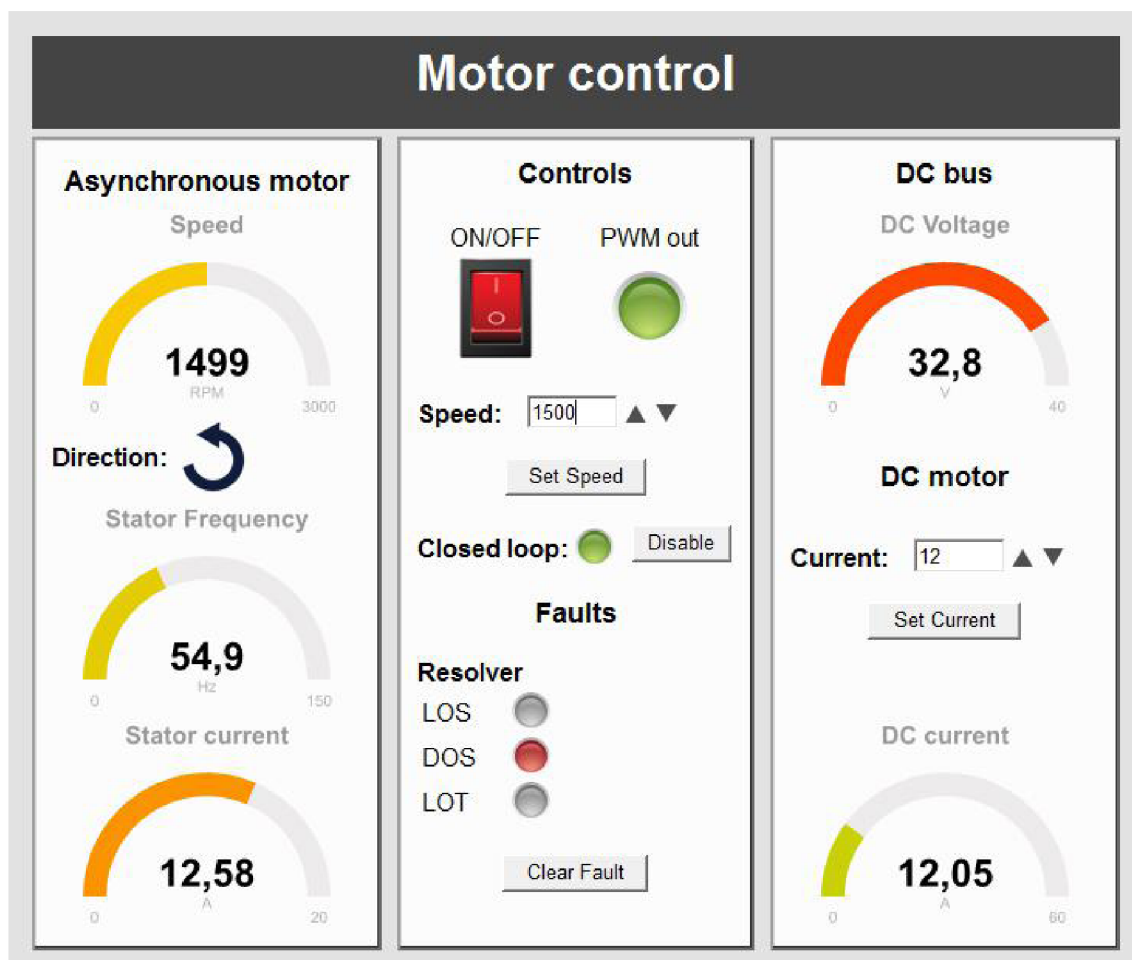 Motor control
Asynchronous motor
Speed
1499
RPM
0 3000
Direction:
Stator Frequency
54,9
Hz
0 150
Stator current
12,58
A
0 20
Controls
ON/OFF PWM out
Speed: 1500
Set Speed
Closed loop: Disable
Faults
Resolver
LOS
DOS
LOT
Clear Fault
DC bus
DC Voltage
32,8
V
0 40
DC motor
Current: 12
Set Current
DC current
12,05
A
0 60